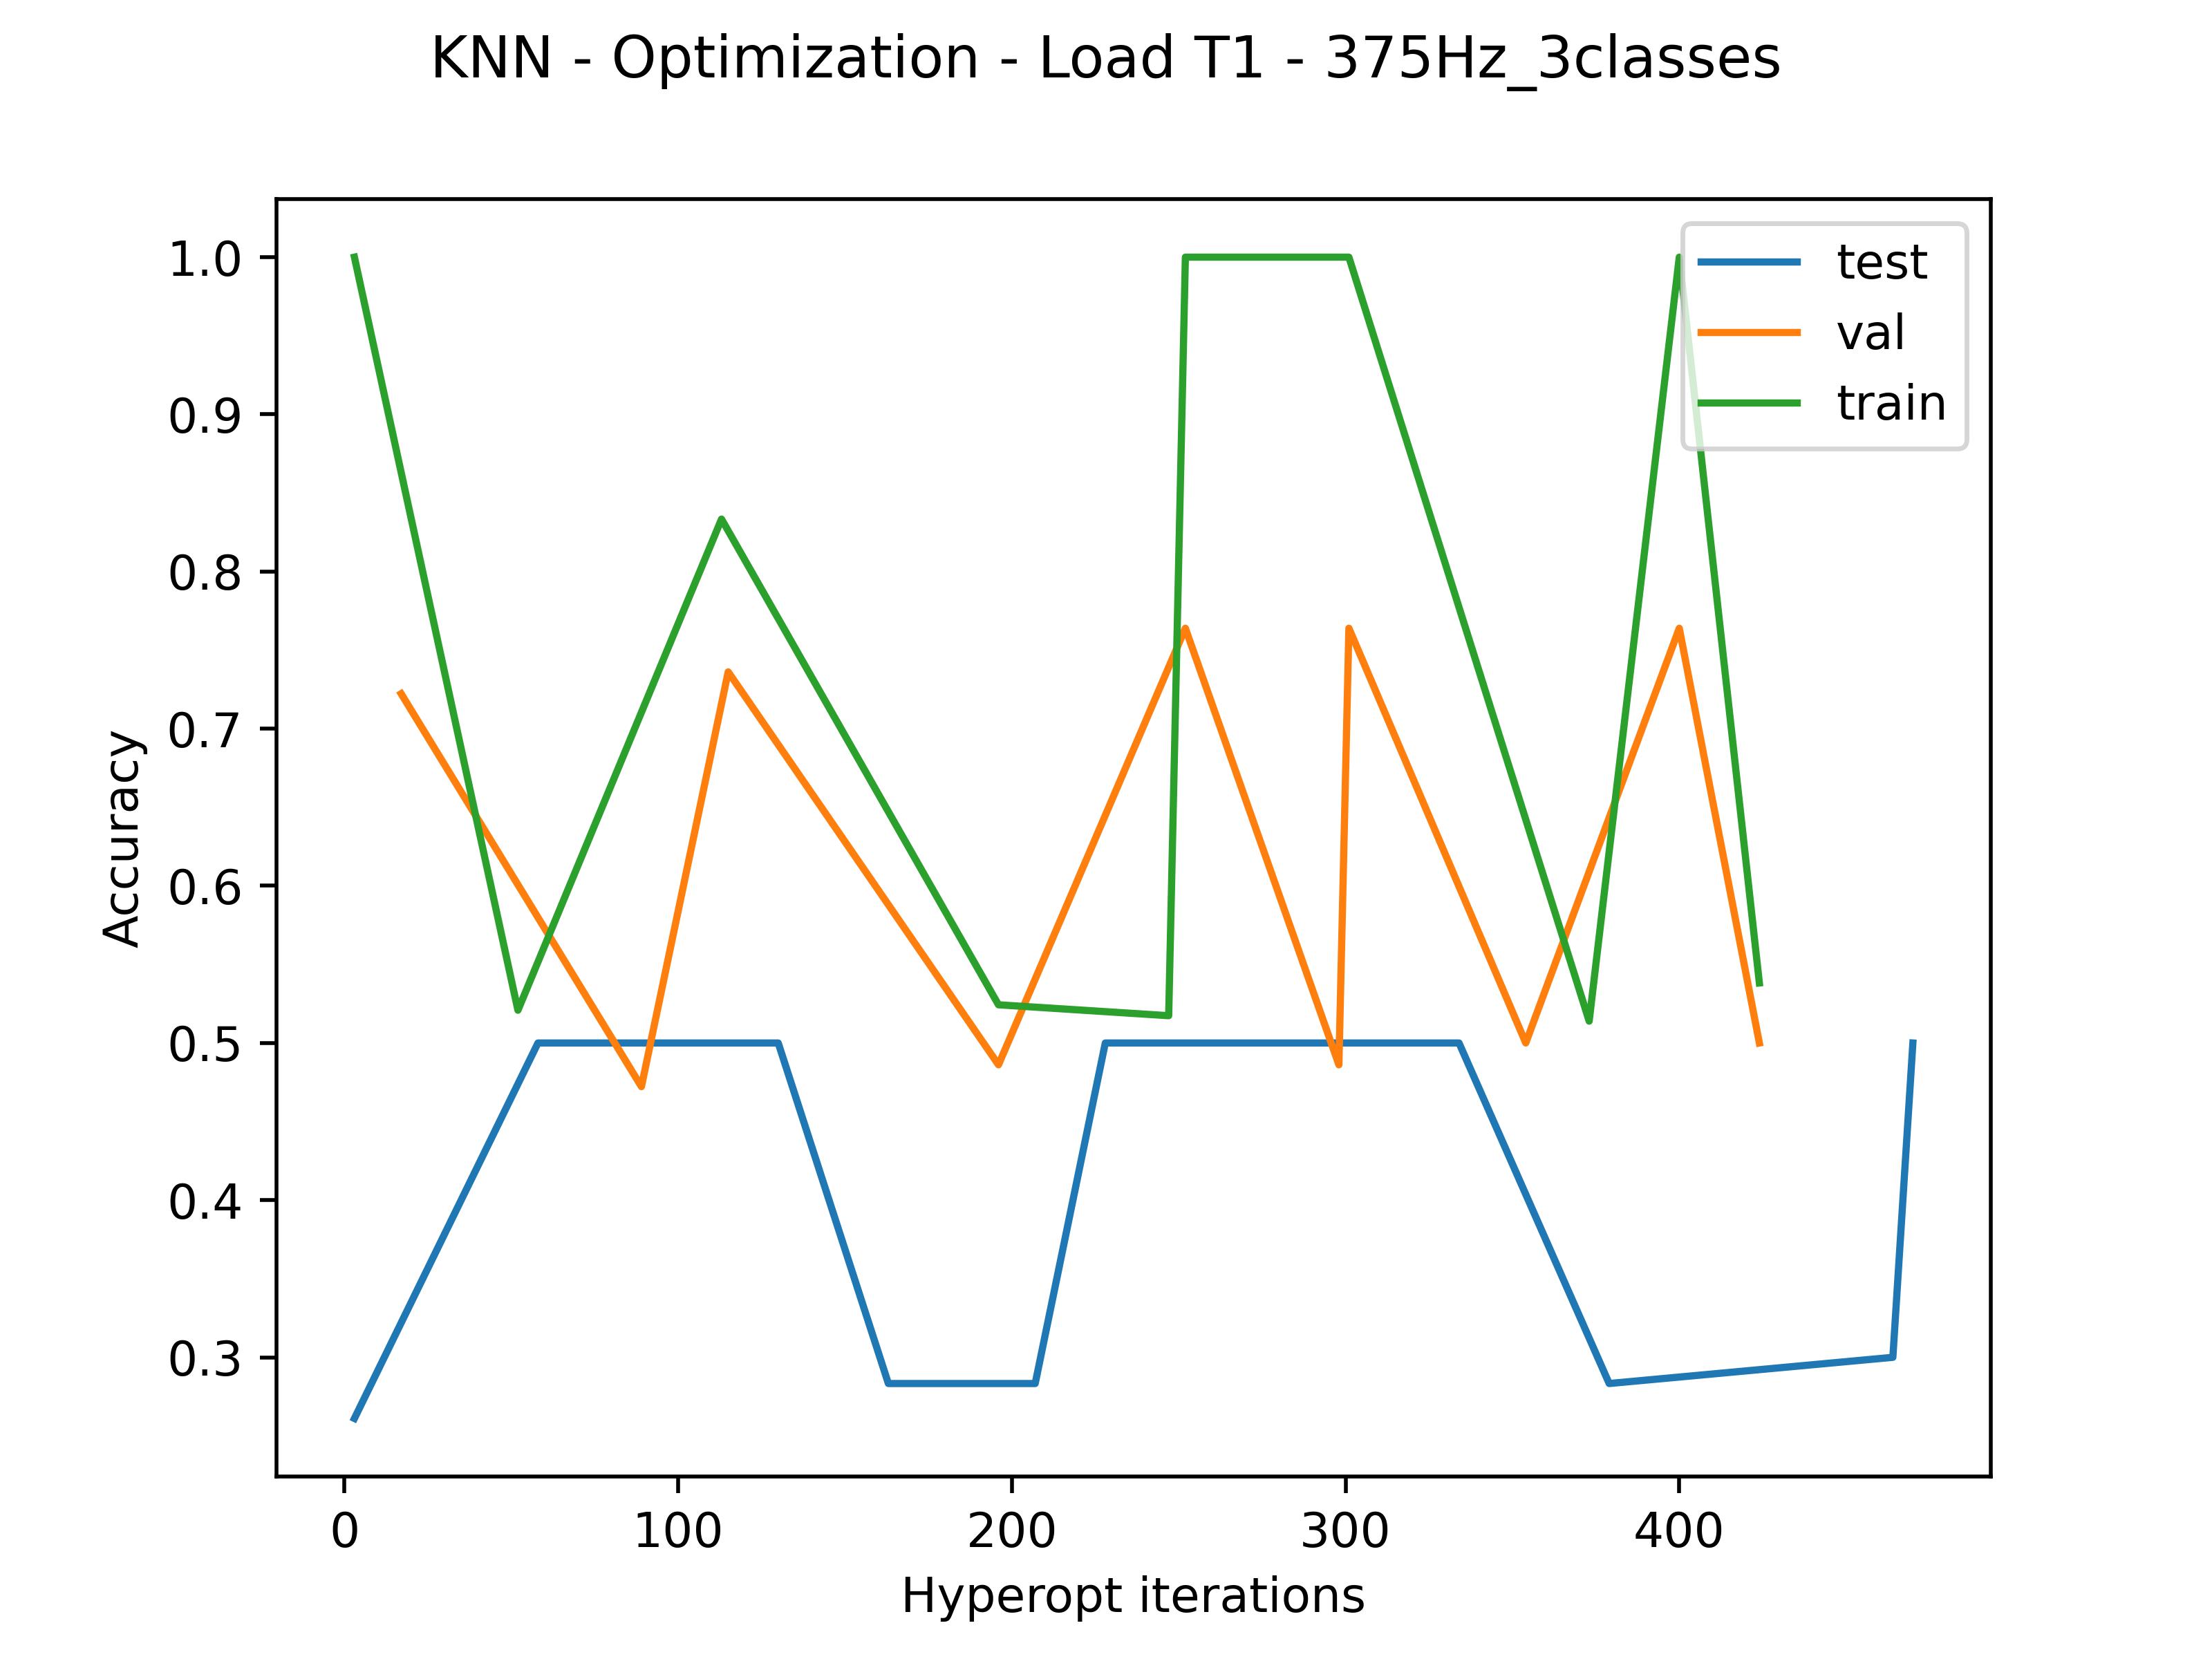 KNN - Optimization - Load T1 - 375Hz_3classes
1.0
0.9
0.8
0.7
0.6
0.5
0.4
0.3
Accuracy
test
val
train
0 100 200 300 400
Hyperopt iterations